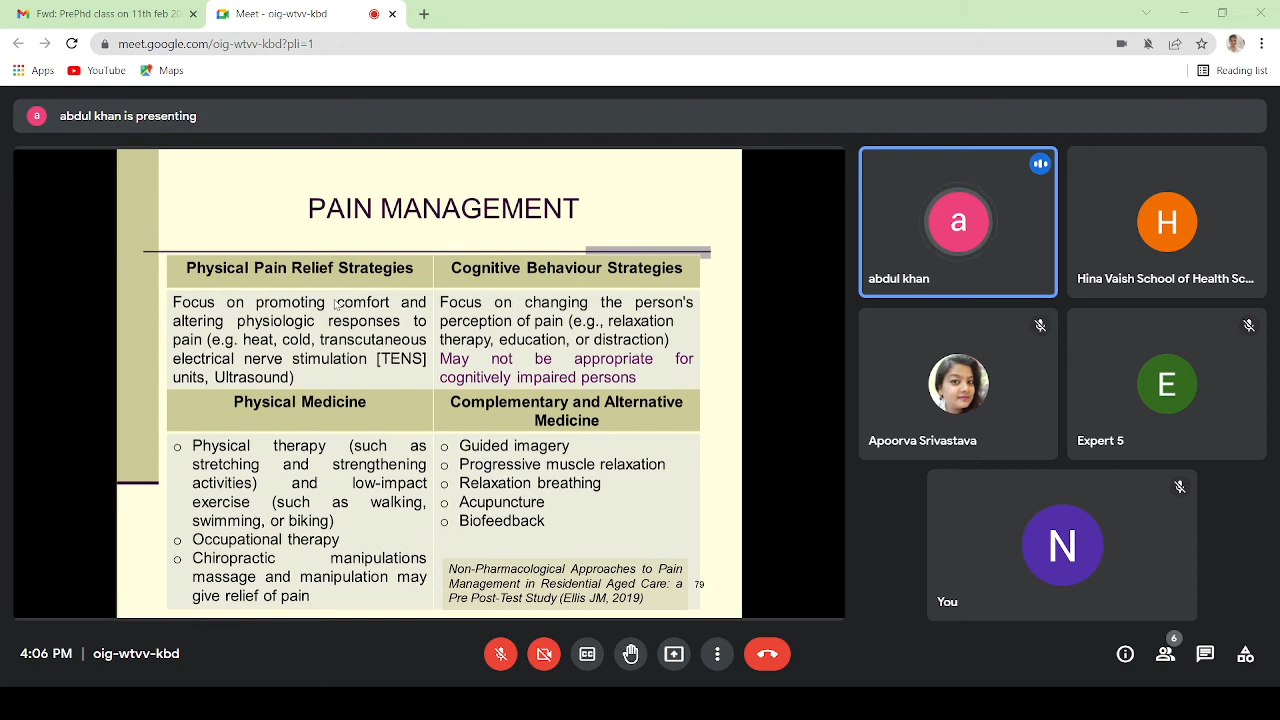 Fwd: PrePhd class on 11th feb 20
Meet - oig-wtvv-kbd
meet.google.com/oig-wtvv-kbd?pli=1
Apps
YouTube
Maps
Reading list
a
abdul khan is presenting
PAIN MANAGEMENT
Physical Pain Relief Strategies
Focus on promoting comfort and
altering physiologic responses to
pain (e.g. heat, cold, transcutaneous
electrical nerve stimulation [TENS]
units, Ultrasound)
Cognitive Behaviour Strategies
Focus on changing the person's
perception of pain (e.g., relaxation
therapy, education, or distraction)
May not be appropriate for
cognitively impaired persons
Physical Medicine
Physical therapy (such as
stretching and strengthening
activities) and low-impact
exercise (such as walking,
swimming, or biking)
Occupational therapy
Chiropractic manipulations
massage and manipulation may
give relief of pain
Complementary and Alternative
Medicine
Guided imagery
Progressive muscle relaxation
Relaxation breathing
Acupuncture
Biofeedback
Non-Pharmacological Approaches to Pain
Management in Residential Aged Care: a
Pre Post-Test Study (Ellis JM, 2019)
79
a
abdul khan
H
Hina Vaish School of Health Sc...
Apoorva Srivastava
E
Expert 5
N
You
4:06 PM
oig-wtvv-kbd
6